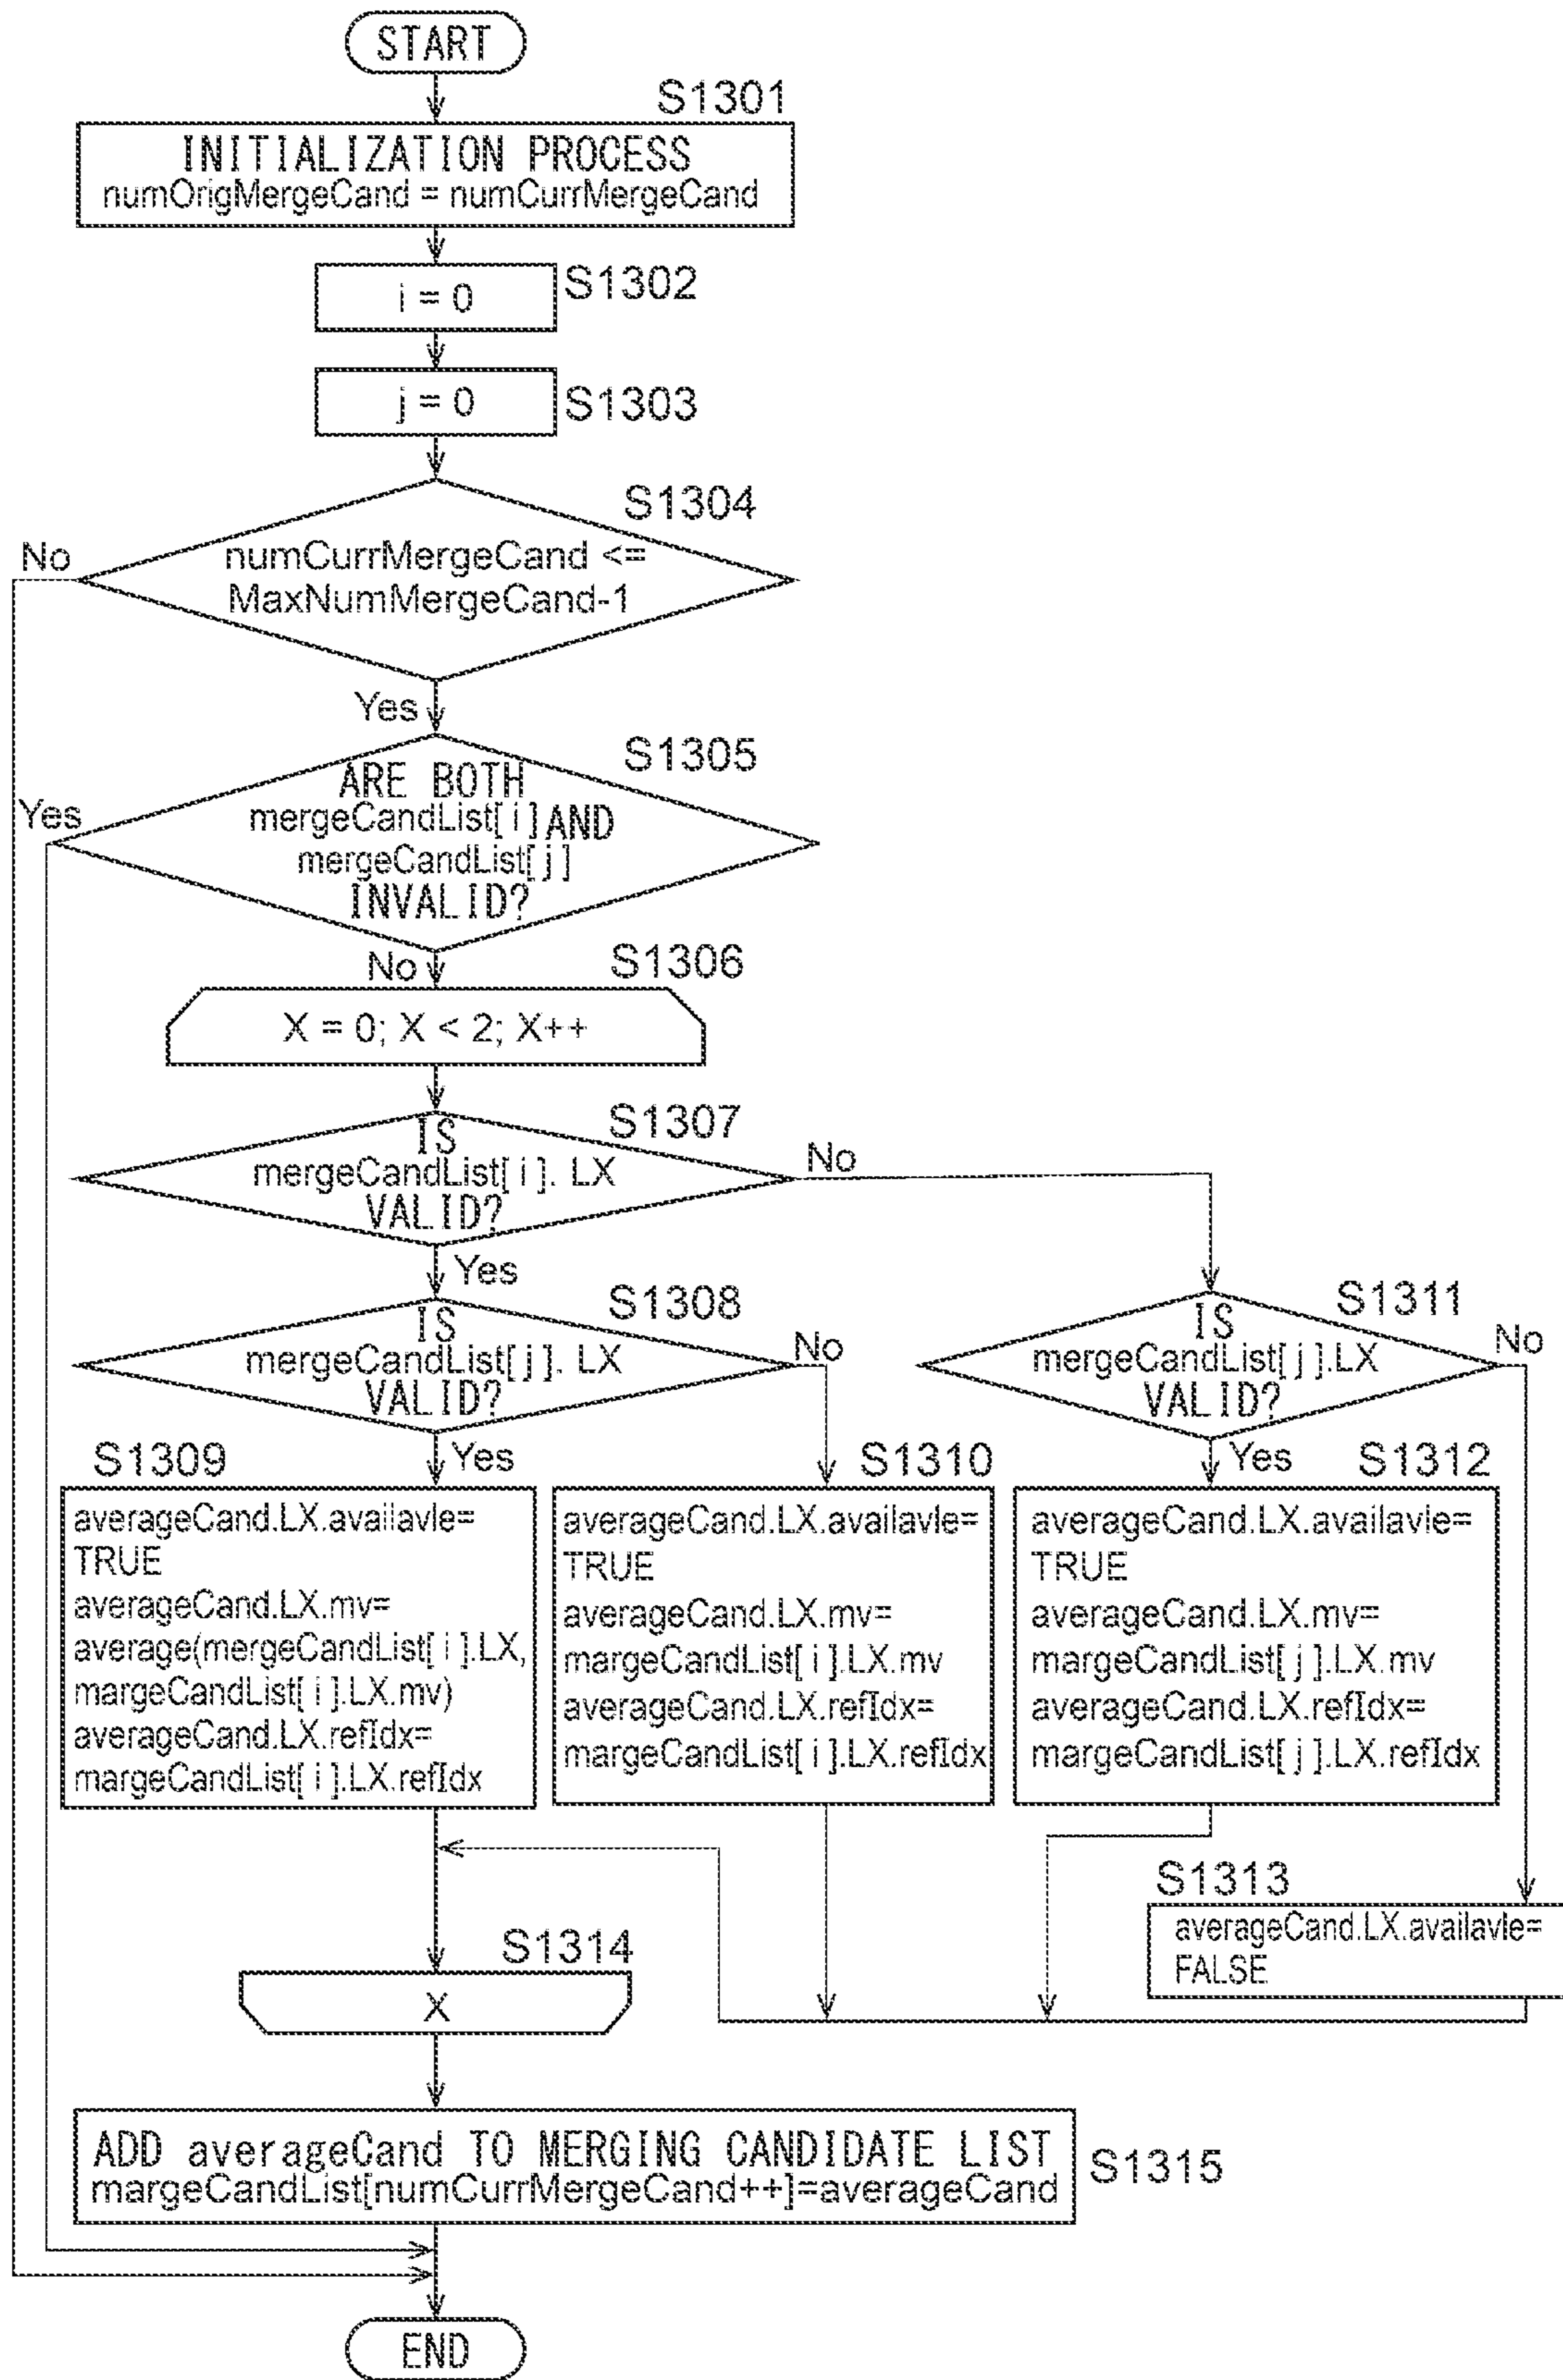 START
S1301
INITIALIZATION PROCESS
numOrigMergeCand = numCurrMergeCand
i = 0
S1302
j = 0
S1303
S1304
No
numCurrMergeCand <=
MaxNumMergeCand-1
Yes
S1305
Yes
ARE BOTH
mergeCandList[ i ] AND
mergeCandList[ j ]
INVALID?
No
S1306
X = 0; X < 2; X++
S1307
IS
mergeCandList[ i ]. LX
VALID?
No
Yes
S1308
IS
mergeCandList[ j ]. LX
VALID?
No
S1311
IS
mergeCandList[ j ].LX
VALID?
No
S1309
Yes
averageCand.LX.availavle=
TRUE
averageCand.LX.mv=
average(mergeCandList[ i ].LX,
margeCandList[ i ].LX.mv)
averageCand.LX.refIdx=
margeCandList[ i ].LX.refIdx
S1310
averageCand.LX.availavle=
TRUE
averageCand.LX.mv=
margeCandList[ i ].LX.mv
averageCand.LX.refIdx=
margeCandList[ i ].LX.refIdx
Yes
S1312
averageCand.LX.availavle=
TRUE
averageCand.LX.mv=
margeCandList[ j ].LX.mv
averageCand.LX.refIdx=
margeCandList[ j ].LX.refIdx
S1313
averageCand.LX.availavle=
FALSE
S1314
X
ADD averageCand TO MERGING CANDIDATE LIST
margeCandList[numCurrMergeCand++]=averageCand
S1315
END